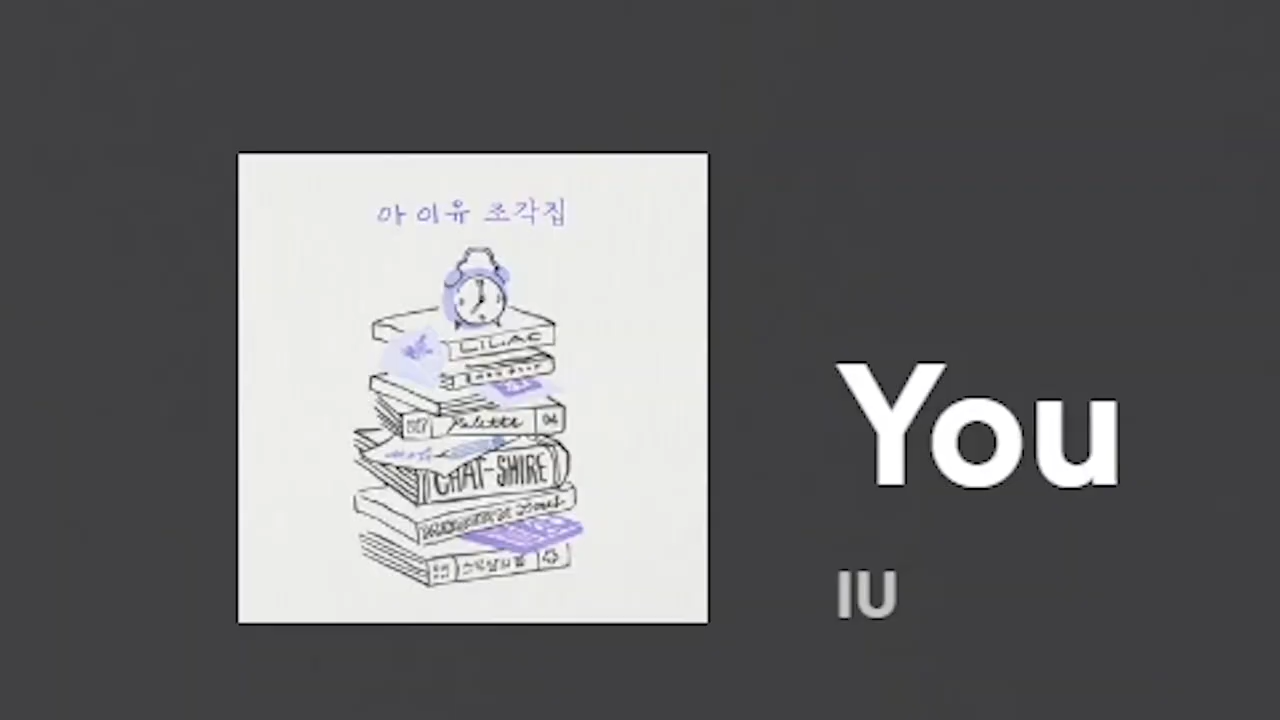 아이유 조각집
LILAC
Palette
CHAT-SHIRE
You
IU